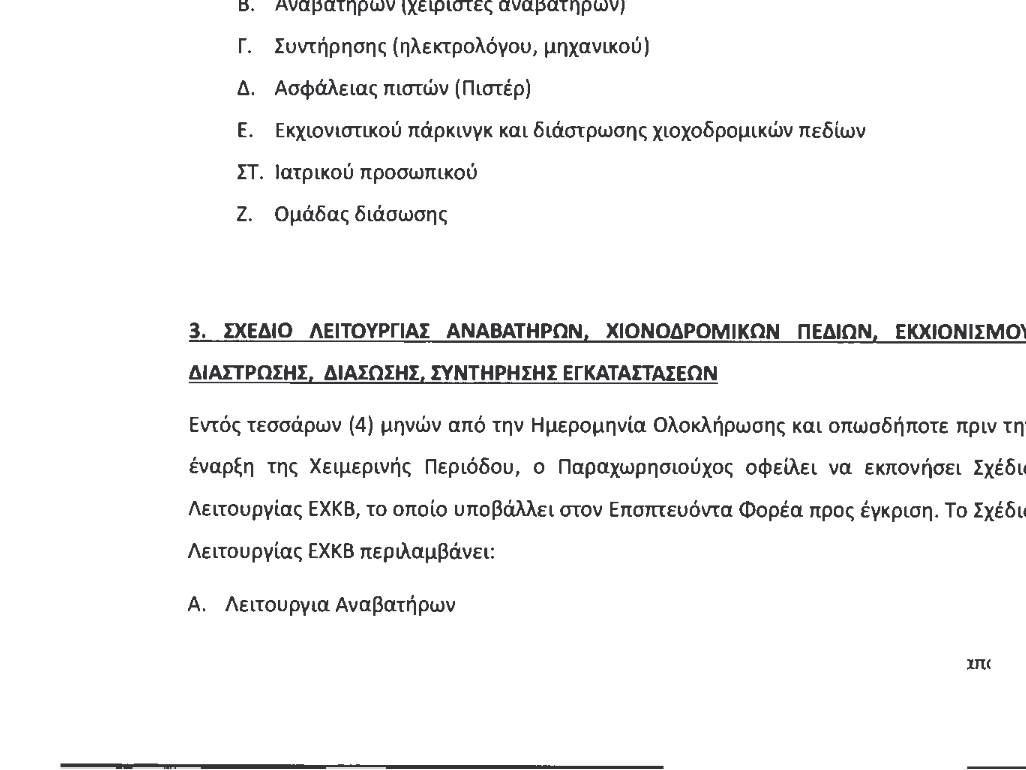 Β. Αναβατήρων (χειριστές αναβατήρων)
Γ. Συντήρησης (ηλεκτρολόγου, μηχανικού)
Δ. Ασφάλειας πιστών (Πιστέρ)
Ε. Εκχιονιστικού πάρκινγκ και διάστρωσης χιοχοδρομικών πεδίων
ΣΤ. Ιατρικού προσωπικού
Ζ. Ομάδας διάσωσης
3. ΣΧΕΔΙΟ ΛΕΙΤΟΥΡΓΙΑΣ ΑΝΑΒΑΤΗΡΩΝ, ΧΙΟΝΟΔΡΟΜΙΚΩΝ ΠΕΔΙΩΝ, ΕΚΧΙΟΝΙΣΜΟΥ
ΔΙΑΣΤΡΩΣΗΣ, ΔΙΑΣΩΣΗΣ, ΣΥΝΤΗΡΗΣΗΣ ΕΓΚΑΤΑΣΤΑΣΕΩΝ
Εντός τεσσάρων (4) μηνών από την Ημερομηνία Ολοκλήρωσης και οπωσδήποτε πριν την
έναρξη της Χειμερινής Περιόδου, ο Παραχωρησιούχος οφείλει να εκπονήσει Σχέδιο
Λειτουργίας ΕΧΚΒ, το οποίο υποβάλλει στον Εποπτευόντα Φορέα προς έγκριση. Το Σχέδιο
Λειτουργίας ΕΧΚΒ περιλαμβάνει:
Α. Λειτουργια Αναβατήρων